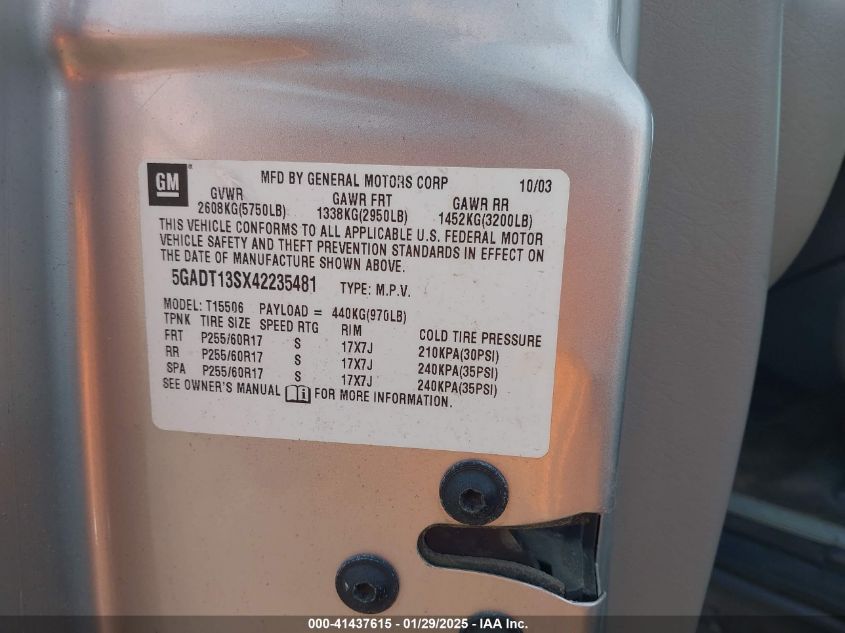 GM
MFD BY GENERAL MOTORS CORP 10/03
GVWR GAWR FRT GAWR RR
2608KG(5750LB) 1338KG(2950LB) 1452KG(3200LB)
THIS VEHICLE CONFORMS TO ALL APPLICABLE U.S. FEDERAL MOTOR
VEHICLE SAFETY AND THEFT PREVENTION STANDARDS IN EFFECT ON
THE DATE OF MANUFACTURE SHOWN ABOVE.
5GADT13SX42235481 TYPE: M.P.V.
MODEL: T15506 PAYLOAD = 440KG(970LB)
TPNK TIRE SIZE SPEED RTG RIM COLD TIRE PRESSURE
FRT P255/60R17 S 17X7J 210KPA(30PSI)
RR P255/60R17 S 17X7J 240KPA(35PSI)
SPA P255/60R17 S 17X7J 240KPA(35PSI)
SEE OWNER'S MANUAL FOR MORE INFORMATION.
000-41437615 - 01/29/2025 - IAA Inc.